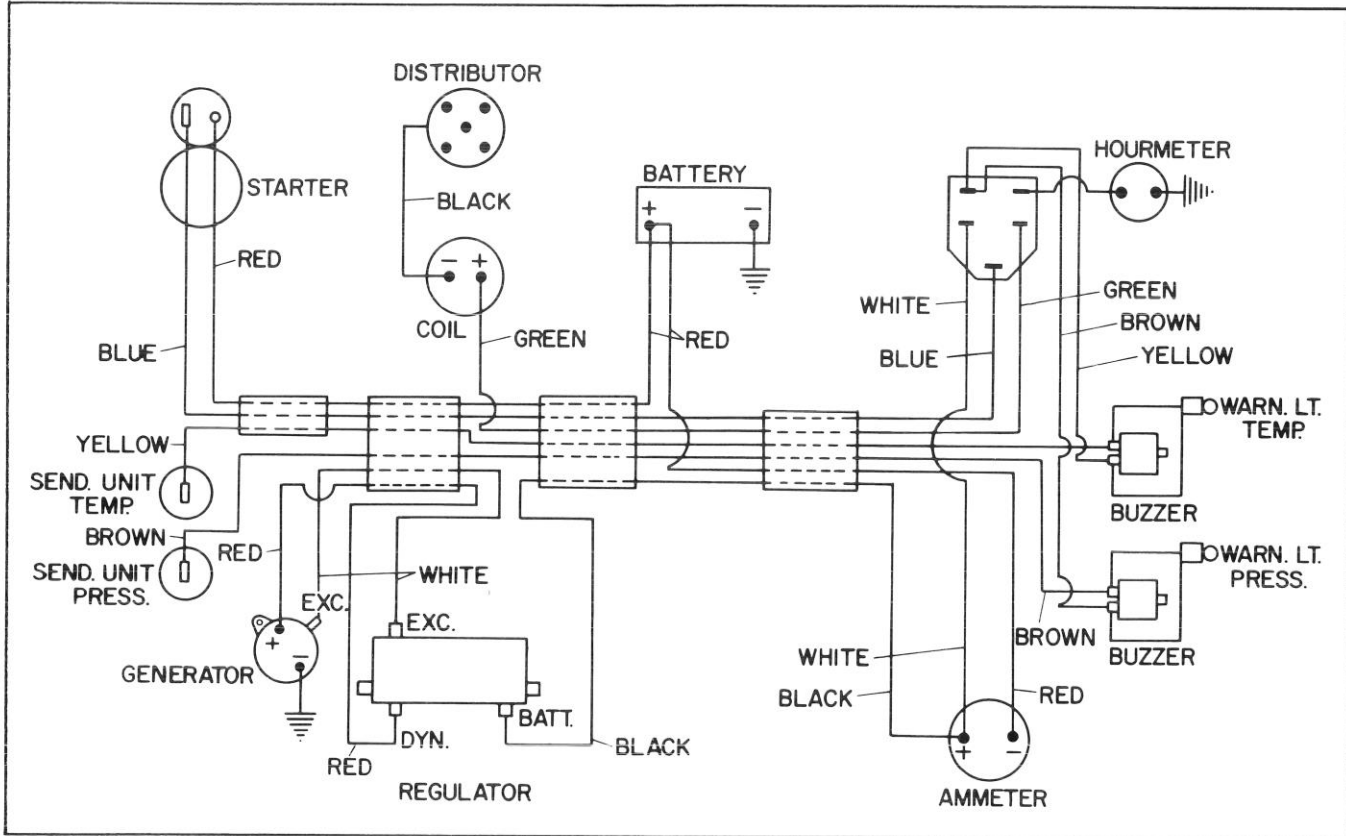 DISTRIBUTOR
HOURMETER
BATTERY
+
−
STARTER
BLACK
RED
− +
COIL
GREEN
RED
WHITE
GREEN
BROWN
BLUE
BLUE
YELLOW
WARN. LT.
TEMP.
YELLOW
SEND. UNIT
TEMP.
BUZZER
BROWN
RED
SEND. UNIT
PRESS.
WHITE
WARN. LT.
PRESS.
EXC.
EXC.
+
−
GENERATOR
BROWN
BUZZER
WHITE
BLACK
RED
BATT.
DYN.
RED
BLACK
+ −
REGULATOR
AMMETER